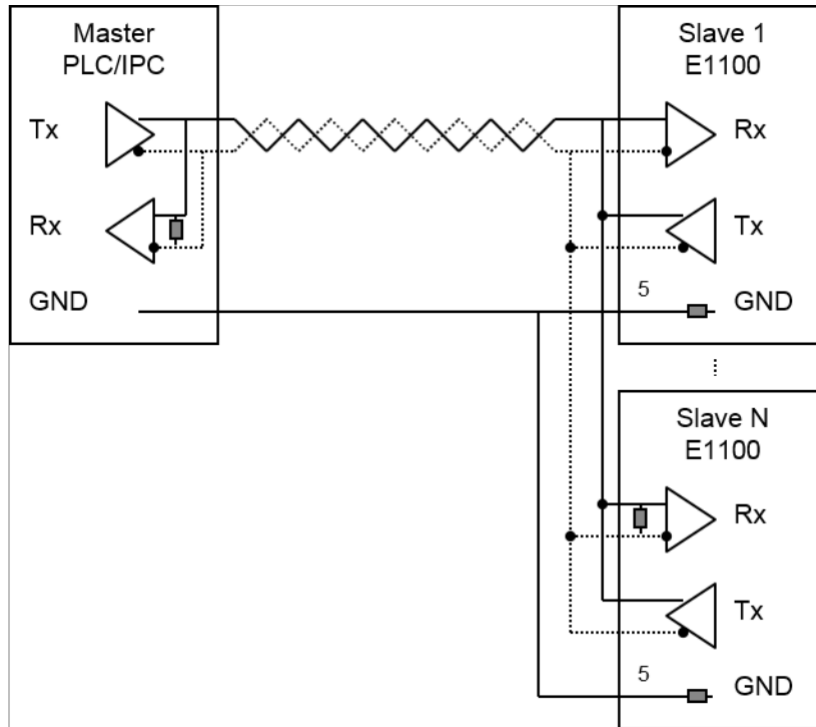 Master
PLC/IPC
Tx
Rx
GND
Slave 1
E1100
Rx
Tx
5
GND
Slave N
E1100
Rx
Tx
5
GND